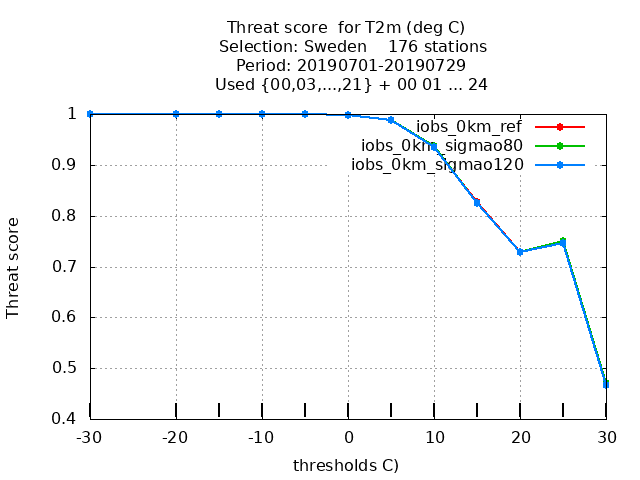 Threat score  for T2m (deg C)
Selection: Sweden    176 stations
Period: 20190701-20190729
Used {00,03,...,21} + 00 01 ... 24
iobs_0km_ref
iobs_0km_sigmao80
iobs_0km_sigmao120
Threat score
1
0.9
0.8
0.7
0.6
0.5
0.4
-30
-20
-10
0
10
20
30
thresholds C)